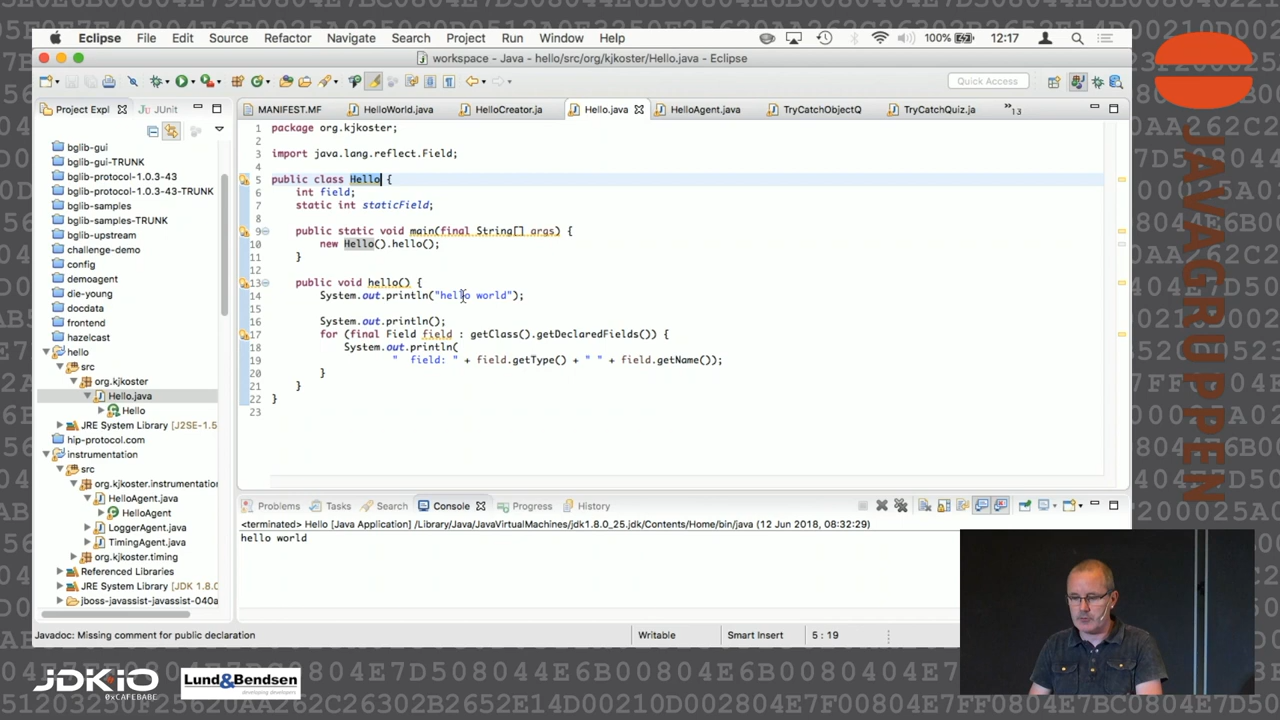 Eclipse File Edit Source Refactor Navigate Search Project Run Window Help 100% 12:17
workspace - Java - hello/src/org/kjkoster/Hello.java - Eclipse
Quick Access
Project Expl JUnit
bglib-gui
bglib-gui-TRUNK
bglib-protocol-1.0.3-43
bglib-protocol-1.0.3-43-TRUNK
bglib-samples
bglib-samples-TRUNK
bglib-upstream
challenge-demo
config
demoagent
die-young
docdata
frontend
hazelcast
hello
src
org.kjkoster
Hello.java
Hello
JRE System Library [J2SE-1.5
hip-protocol.com
instrumentation
src
org.kjkoster.instrumentation
HelloAgent.java
HelloAgent
LoggerAgent.java
TimingAgent.java
org.kjkoster.timing
Referenced Libraries
JRE System Library [JDK 1.8.0
jboss-javassist-javassist-040a
MANIFEST.MF HelloWorld.java HelloCreator.ja Hello.java HelloAgent.java TryCatchObjectQ TryCatchQuiz.ja »13
1 package org.kjkoster;
2
3 import java.lang.reflect.Field;
4
5 public class Hello {
6 int field;
7 static int staticField;
8
9 public static void main(final String[] args) {
10 new Hello().hello();
11 }
12
13 public void hello() {
14 System.out.println("hello world");
15
16 System.out.println();
17 for (final Field field : getClass().getDeclaredFields()) {
18 System.out.println(
19 " field: " + field.getType() + " " + field.getName());
20 }
21 }
22 }
23
Problems Tasks Search Console Progress History
<terminated> Hello [Java Application] /Library/Java/JavaVirtualMachines/jdk1.8.0_25.jdk/Contents/Home/bin/java (12 Jun 2018, 08:32:29)
hello world
Javadoc: Missing comment for public declaration Writable Smart Insert 5 : 19
JAVAGRUPPEN
JDK.IO
0xCAFEBABE
Lund&Bendsen
developing developers